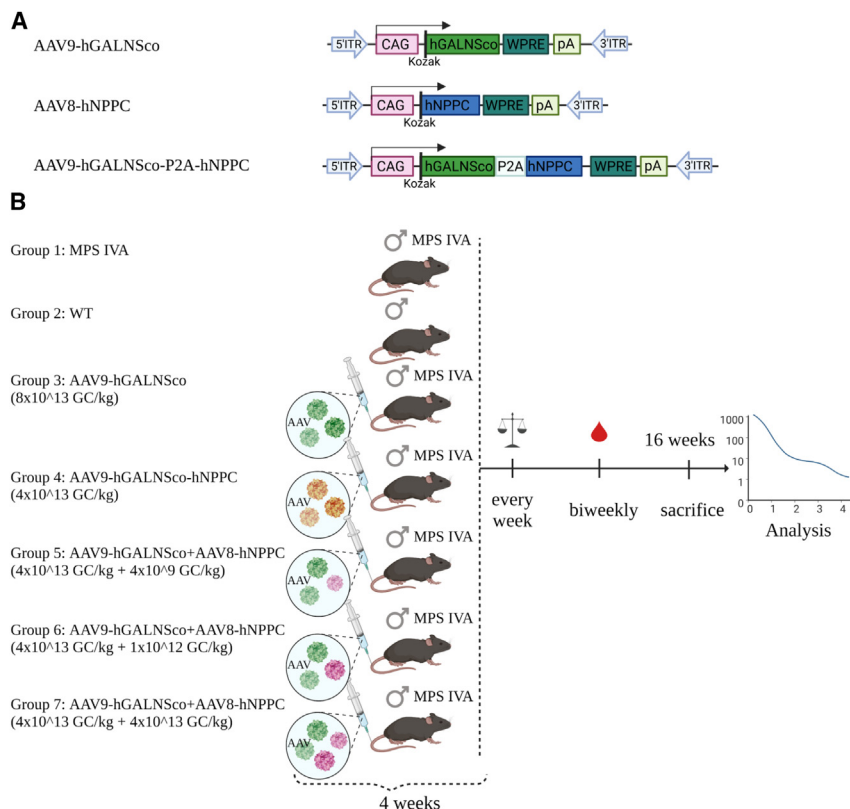 A
AAV9-hGALNSco
5'ITR CAG hGALNSco WPRE pA 3'ITR
Kozak
AAV8-hNPPC
5'ITR CAG hNPPC WPRE pA 3'ITR
Kozak
AAV9-hGALNSco-P2A-hNPPC
5'ITR CAG hGALNSco P2A hNPPC WPRE pA 3'ITR
Kozak
B
Group 1: MPS IVA
MPS IVA
Group 2: WT
Group 3: AAV9-hGALNSco
(8x10^13 GC/kg)
AAV
MPS IVA
Group 4: AAV9-hGALNSco-hNPPC
(4x10^13 GC/kg)
AAV
MPS IVA
Group 5: AAV9-hGALNSco+AAV8-hNPPC
(4x10^13 GC/kg + 4x10^9 GC/kg)
AAV
MPS IVA
Group 6: AAV9-hGALNSco+AAV8-hNPPC
(4x10^13 GC/kg + 1x10^12 GC/kg)
AAV
MPS IVA
Group 7: AAV9-hGALNSco+AAV8-hNPPC
(4x10^13 GC/kg + 4x10^13 GC/kg)
AAV
MPS IVA
4 weeks
every
week
biweekly
16 weeks
sacrifice
1000
100
10
1
0
0 1 2 3 4
Analysis